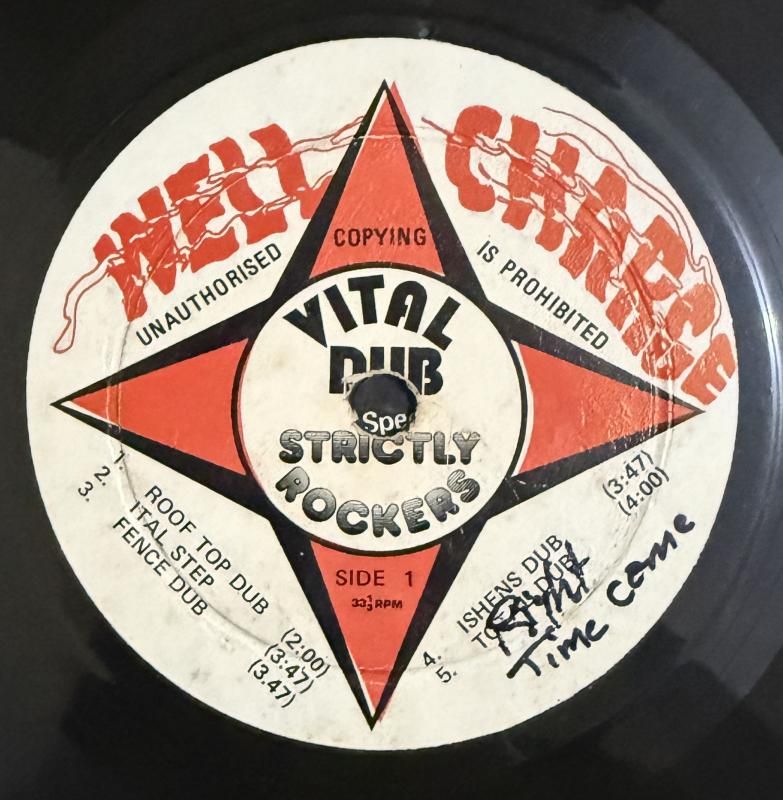 WELL CHARGE
UNAUTHORISED COPYING IS PROHIBITED
VITAL
DUB
Spe
STRICTLY
ROCKERS
SIDE 1
33⅓ RPM
1. ROOF TOP DUB (2:00)
2. ITAL STEP (3:47)
3. FENCE DUB (3.47)
4. ISHENS DUB (3:47)
5. DUB (4:00)
Right
Time come